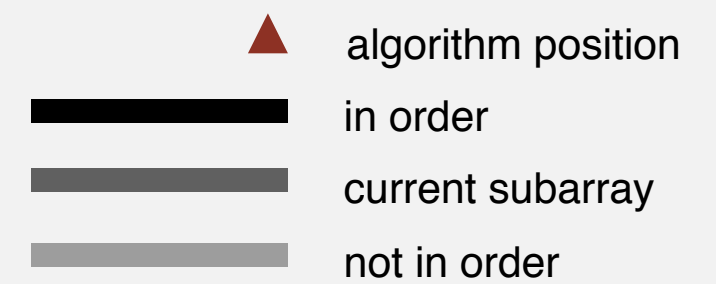 algorithm position
in order
current subarray
not in order